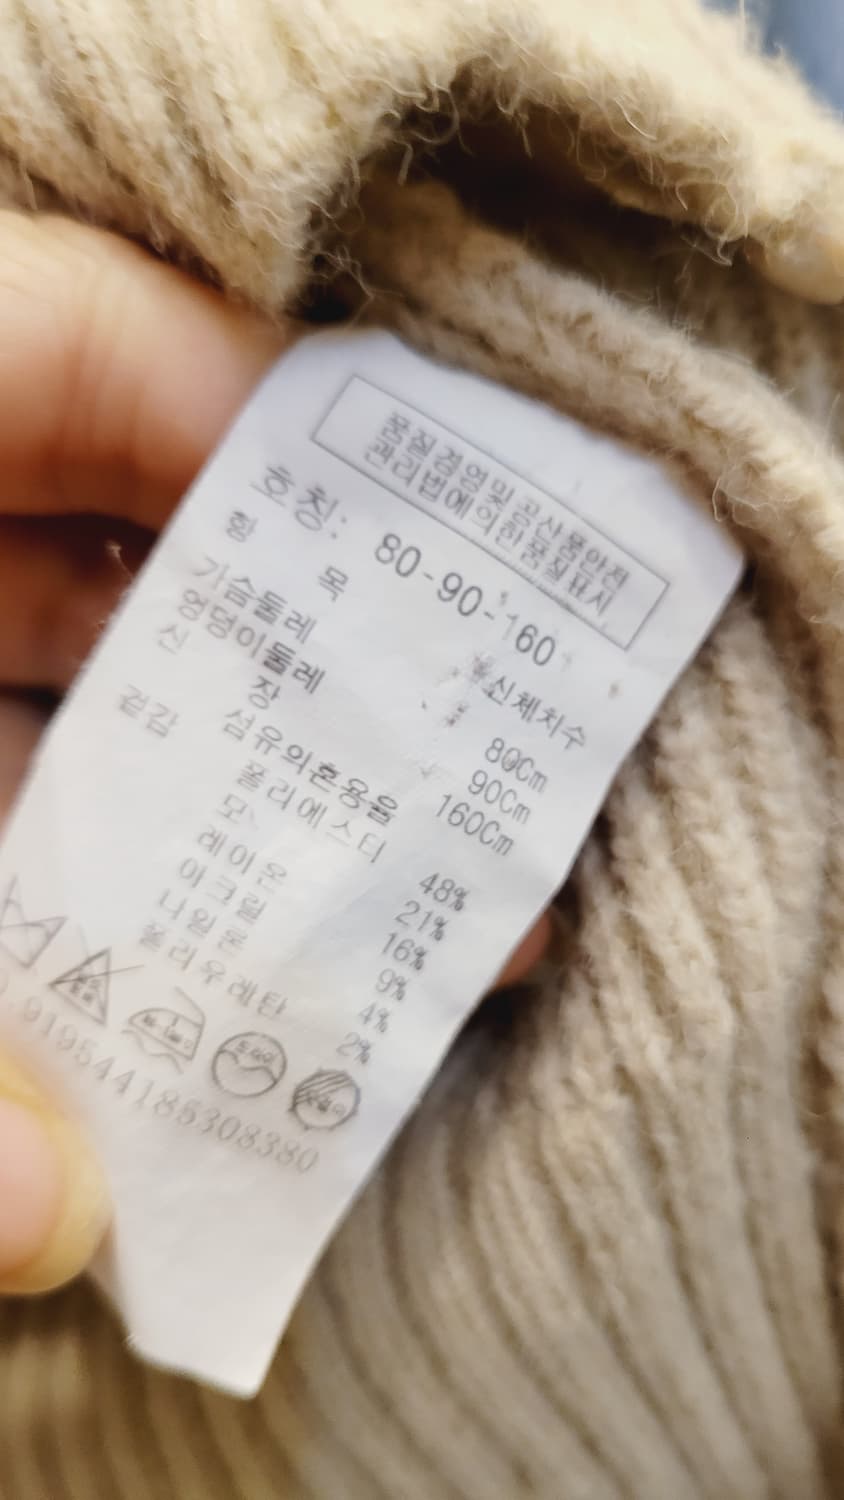 품질경영및공산품안전
관리법에의한품질표시
호칭: 80-90-160
항 목 신체치수
가슴둘레 80Cm
엉덩이둘레 90Cm
신 장 160Cm
겉감 섬유의혼용율
폴리에스터 48%
모 21%
레이온 16%
아크릴 9%
나일론 4%
폴리우레탄 2%
드라이
919544186308380